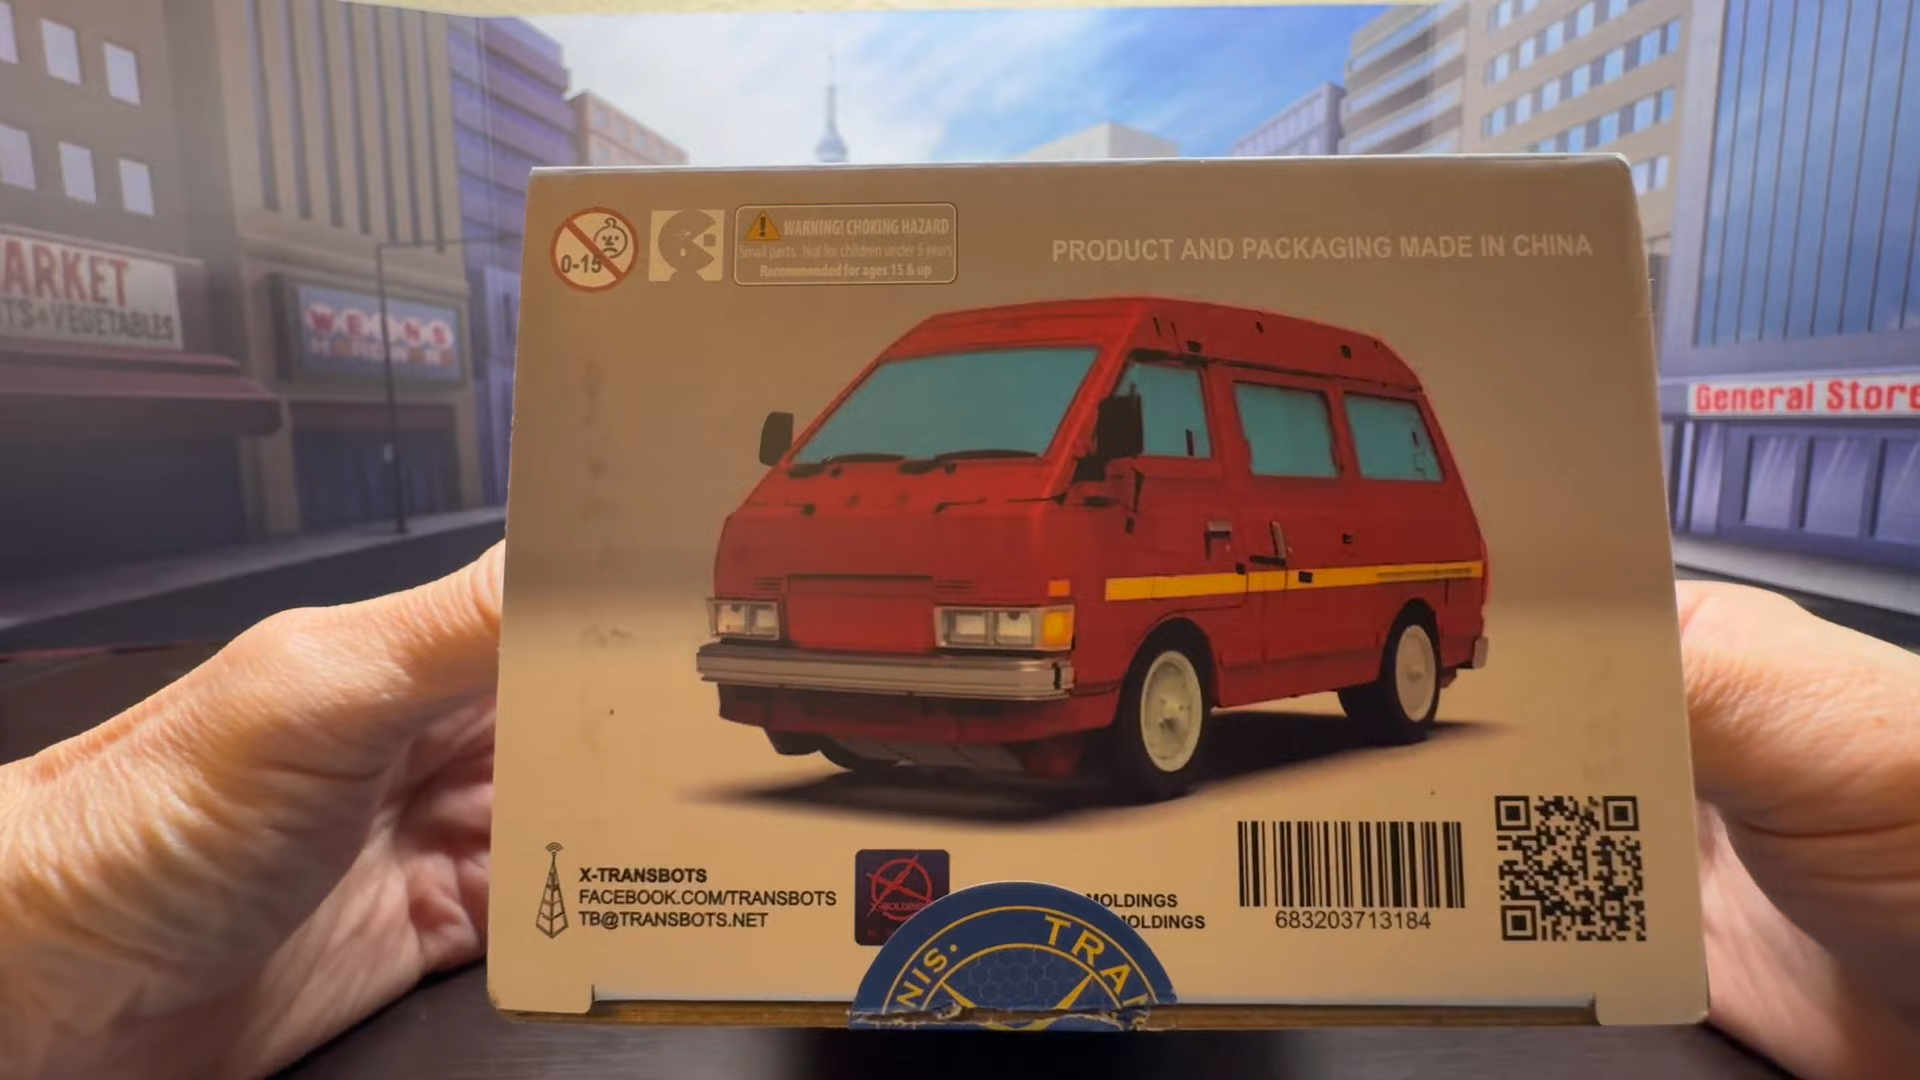 ARKET
TS & VEGETABLES
General Store
0-15
WARNING! CHOKING HAZARD
Small parts. Not for children under 5 years
Recommended for ages 15 & up
PRODUCT AND PACKAGING MADE IN CHINA
X-TRANSBOTS
FACEBOOK.COM/TRANSBOTS
TB@TRANSBOTS.NET
MOLDINGS
MOLDINGS
683203713184
NIS. TRA